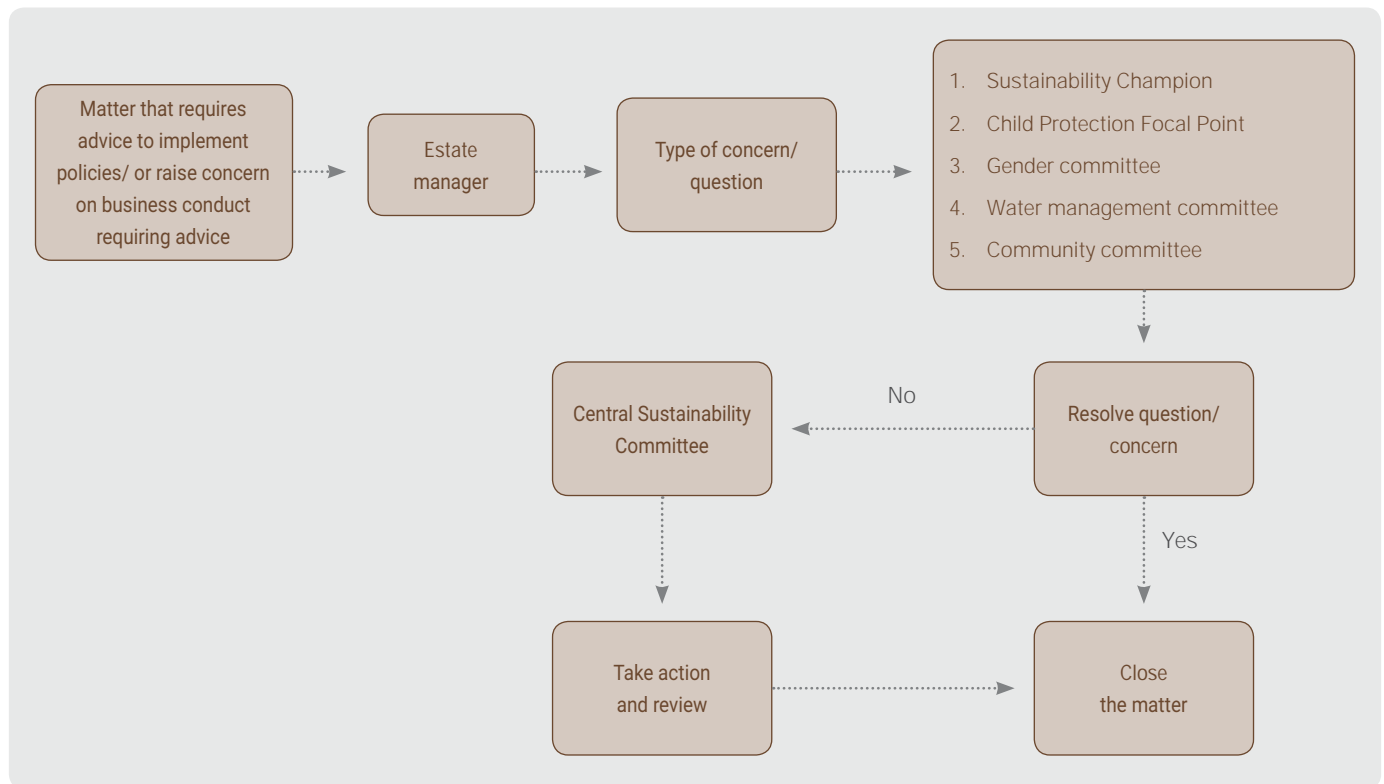 Matter that requires
advice to implement
policies/ or raise concern
on business conduct
requiring advice
Estate
manager
Type of concern/
question
1. Sustainability Champion
2. Child Protection Focal Point
3. Gender committee
4. Water management committee
5. Community committee
Central Sustainability
Committee
No
Resolve question/
concern
Yes
Take action
and review
Close
the matter